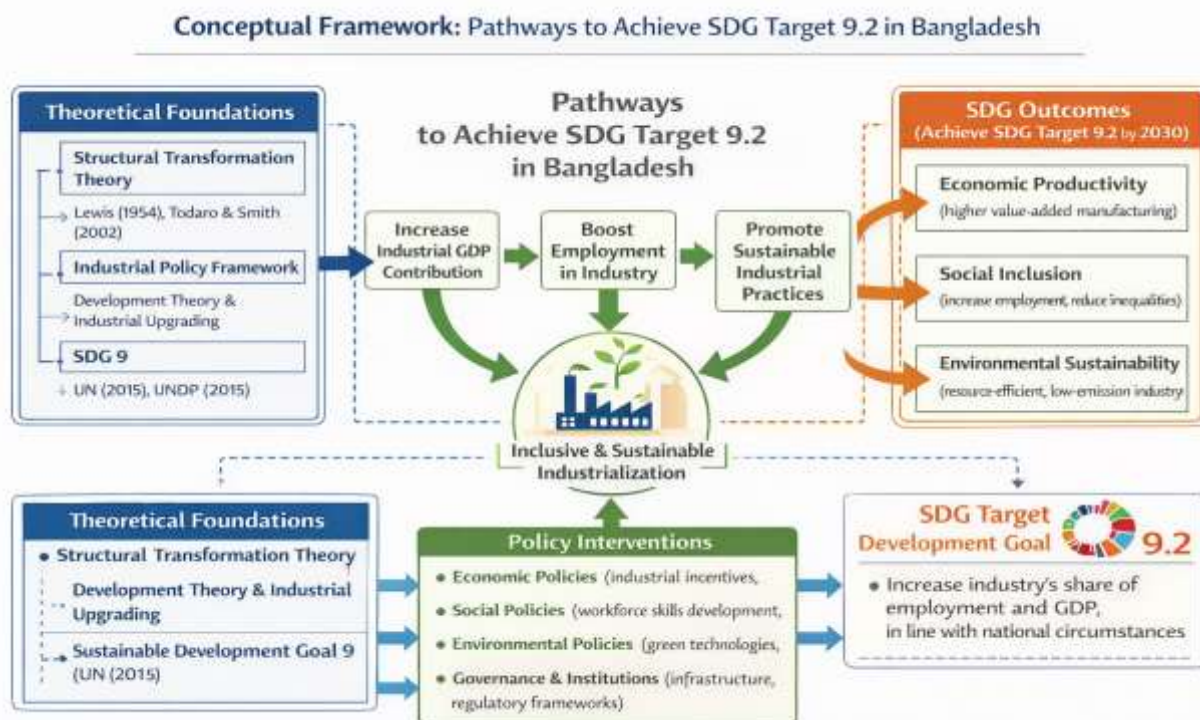 Conceptual Framework: Pathways to Achieve SDG Target 9.2 in Bangladesh
Theoretical Foundations
Structural Transformation
Theory
Lewis (1954), Todaro & Smith
(2002)
Industrial Policy Framework
Development Theory &
Industrial Upgrading
SDG 9
UN (2015), UNDP (2015)
Pathways
to Achieve SDG Target 9.2
in Bangladesh
Increase
Industrial GDP
Contribution
Boost
Employment
in Industry
Promote
Sustainable
Industrial
Practices
Inclusive & Sustainable
Industrialization
SDG Outcomes
(Achieve SDG Target 9.2 by 2030)
Economic Productivity
(higher value-added manufacturing)
Social Inclusion
(increase employment, reduce inequalities)
Environmental Sustainability
(resource-efficient, low-emission industry
Theoretical Foundations
• Structural Transformation Theory
Development Theory & Industrial
Upgrading
Sustainable Development Goal 9
(UN (2015)
Policy Interventions
• Economic Policies (industrial incentives,
• Social Policies (workforce skills development,
• Environmental Policies (green technologies,
• Governance & Institutions (infrastructure,
regulatory frameworks)
SDG Target
Development Goal 9.2
• Increase industry's share of
employment and GDP,
in line with national circumstances